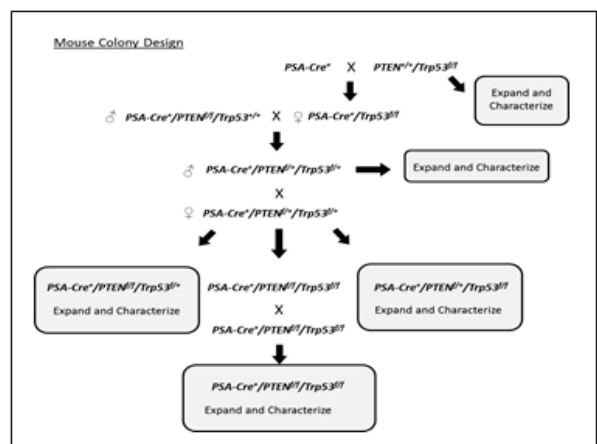 Mouse Colony Design
PSA-Cre⁺ X PTEN⁺/⁺/Trp53ᶠ/ᶠ
Expand and
Characterize
♂ PSA-Cre⁺/PTENᶠ/ᶠ/Trp53⁺/⁺ X ♀ PSA-Cre⁺/Trp53ᶠ/ᶠ
♂ PSA-Cre⁺/PTENᶠ/⁺/Trp53ᶠ/⁺
Expand and Characterize
X
♀ PSA-Cre⁺/PTENᶠ/⁺/Trp53ᶠ/⁺
PSA-Cre⁺/PTENᶠ/ᶠ/Trp53ᶠ/⁺
Expand and Characterize
PSA-Cre⁺/PTENᶠ/ᶠ/Trp53ᶠ/ᶠ
X
PSA-Cre⁺/PTENᶠ/ᶠ/Trp53ᶠ/ᶠ
PSA-Cre⁺/PTENᶠ/⁺/Trp53ᶠ/ᶠ
Expand and Characterize
PSA-Cre⁺/PTENᶠ/ᶠ/Trp53ᶠ/ᶠ
Expand and Characterize